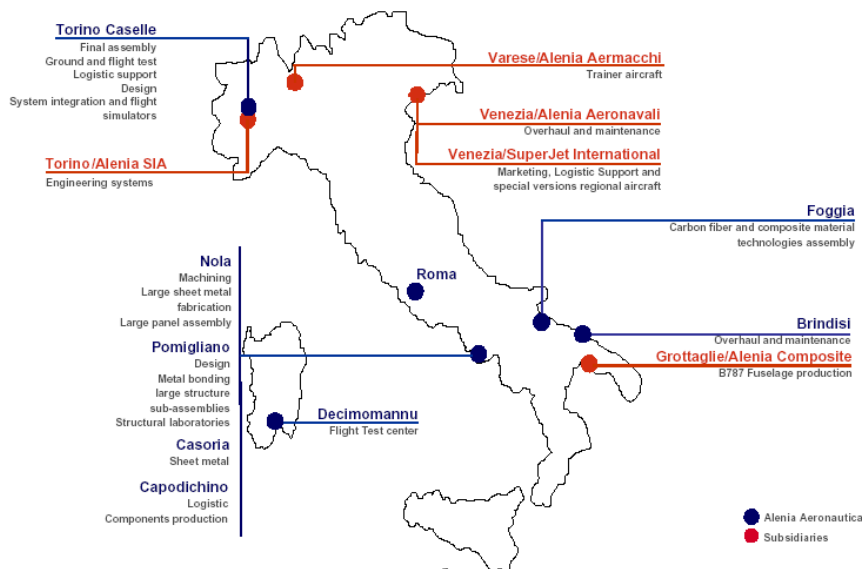 Torino Caselle
Final assembly
Ground and flight test
Logistic support
Design
System integration and flight
simulators
Torino/Alenia SIA
Engineering systems
Varese/Alenia Aermacchi
Trainer aircraft
Venezia/Alenia Aeronavali
Overhaul and maintenance
Venezia/SuperJet International
Marketing, Logistic Support and
special versions regional aircraft
Foggia
Carbon fiber and composite material
technologies assembly
Roma
Brindisi
Overhaul and maintenance
Grottaglie/Alenia Composite
B787 Fuselage production
Nola
Machining
Large sheet metal
fabrication
Large panel assembly
Pomigliano
Design
Metal bonding
large structure
sub-assemblies
Structural laboratories
Casoria
Sheet metal
Capodichino
Logistic
Components production
Decimomannu
Flight Test center
Alenia Aeronautica
Subsidiaries